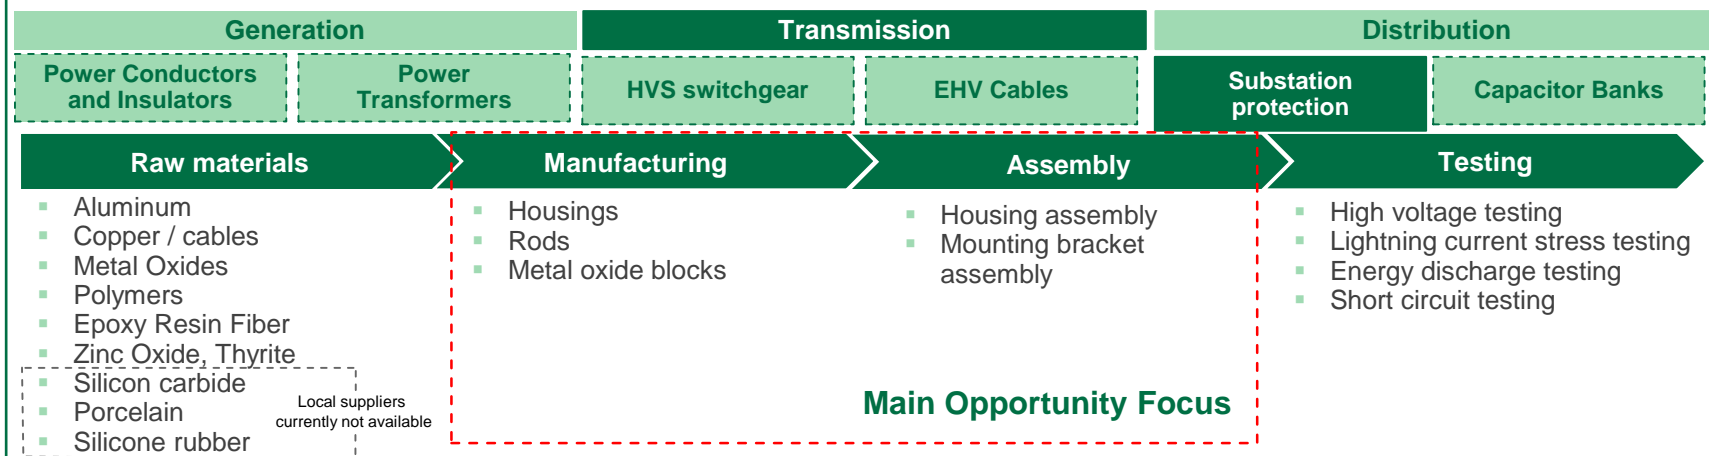 Generation
Transmission
Distribution
Power Conductors
and Insulators
Power
Transformers
HVS switchgear
EHV Cables
Substation
protection
Capacitor Banks
Raw materials
Manufacturing
Assembly
Testing
Aluminum
Copper / cables
Metal Oxides
Polymers
Epoxy Resin Fiber
Zinc Oxide, Thyrite
Silicon carbide
Porcelain
Silicone rubber
Local suppliers
currently not available
Housings
Rods
Metal oxide blocks
Housing assembly
Mounting bracket
assembly
Main Opportunity Focus
High voltage testing
Lightning current stress testing
Energy discharge testing
Short circuit testing